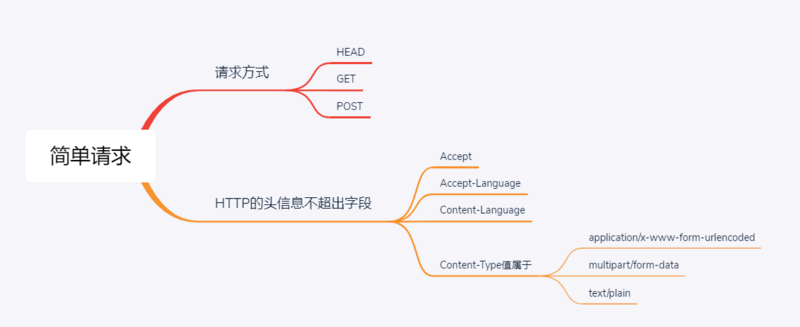 简单请求
请求方式
HEAD
GET
POST
HTTP的头信息不超出字段
Accept
Accept-Language
Content-Language
Content-Type值属于
application/x-www-form-urlencoded
multipart/form-data
text/plain